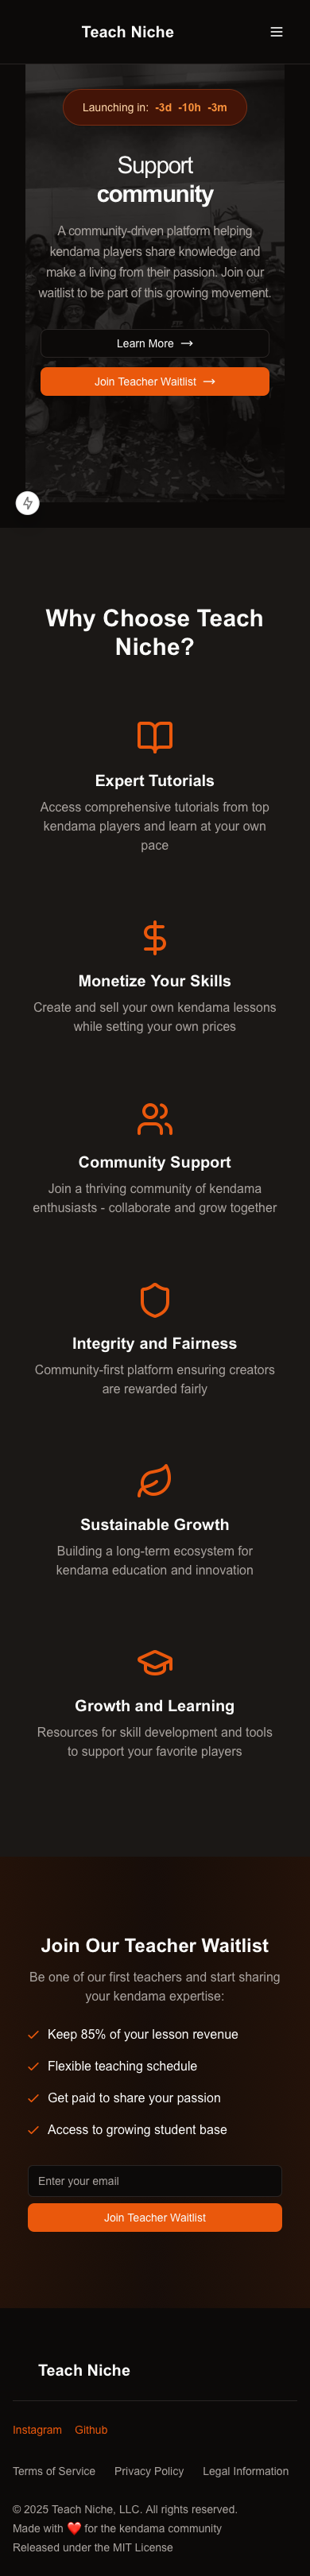 Teach Niche
Launching in: -3d -10h -3m
Support
community
A community-driven platform helping
kendama players share knowledge and
make a living from their passion. Join our
waitlist to be part of this growing movement.
Learn More →
Join Teacher Waitlist →
Why Choose Teach
Niche?
Expert Tutorials
Access comprehensive tutorials from top
kendama players and learn at your own
pace
Monetize Your Skills
Create and sell your own kendama lessons
while setting your own prices
Community Support
Join a thriving community of kendama
enthusiasts - collaborate and grow together
Integrity and Fairness
Community-first platform ensuring creators
are rewarded fairly
Sustainable Growth
Building a long-term ecosystem for
kendama education and innovation
Growth and Learning
Resources for skill development and tools
to support your favorite players
Join Our Teacher Waitlist
Be one of our first teachers and start sharing
your kendama expertise:
Keep 85% of your lesson revenue
Flexible teaching schedule
Get paid to share your passion
Access to growing student base
Enter your email
Join Teacher Waitlist
Teach Niche
Instagram Github
Terms of Service Privacy Policy Legal Information
© 2025 Teach Niche, LLC. All rights reserved.
Made with ❤️ for the kendama community
Released under the MIT License